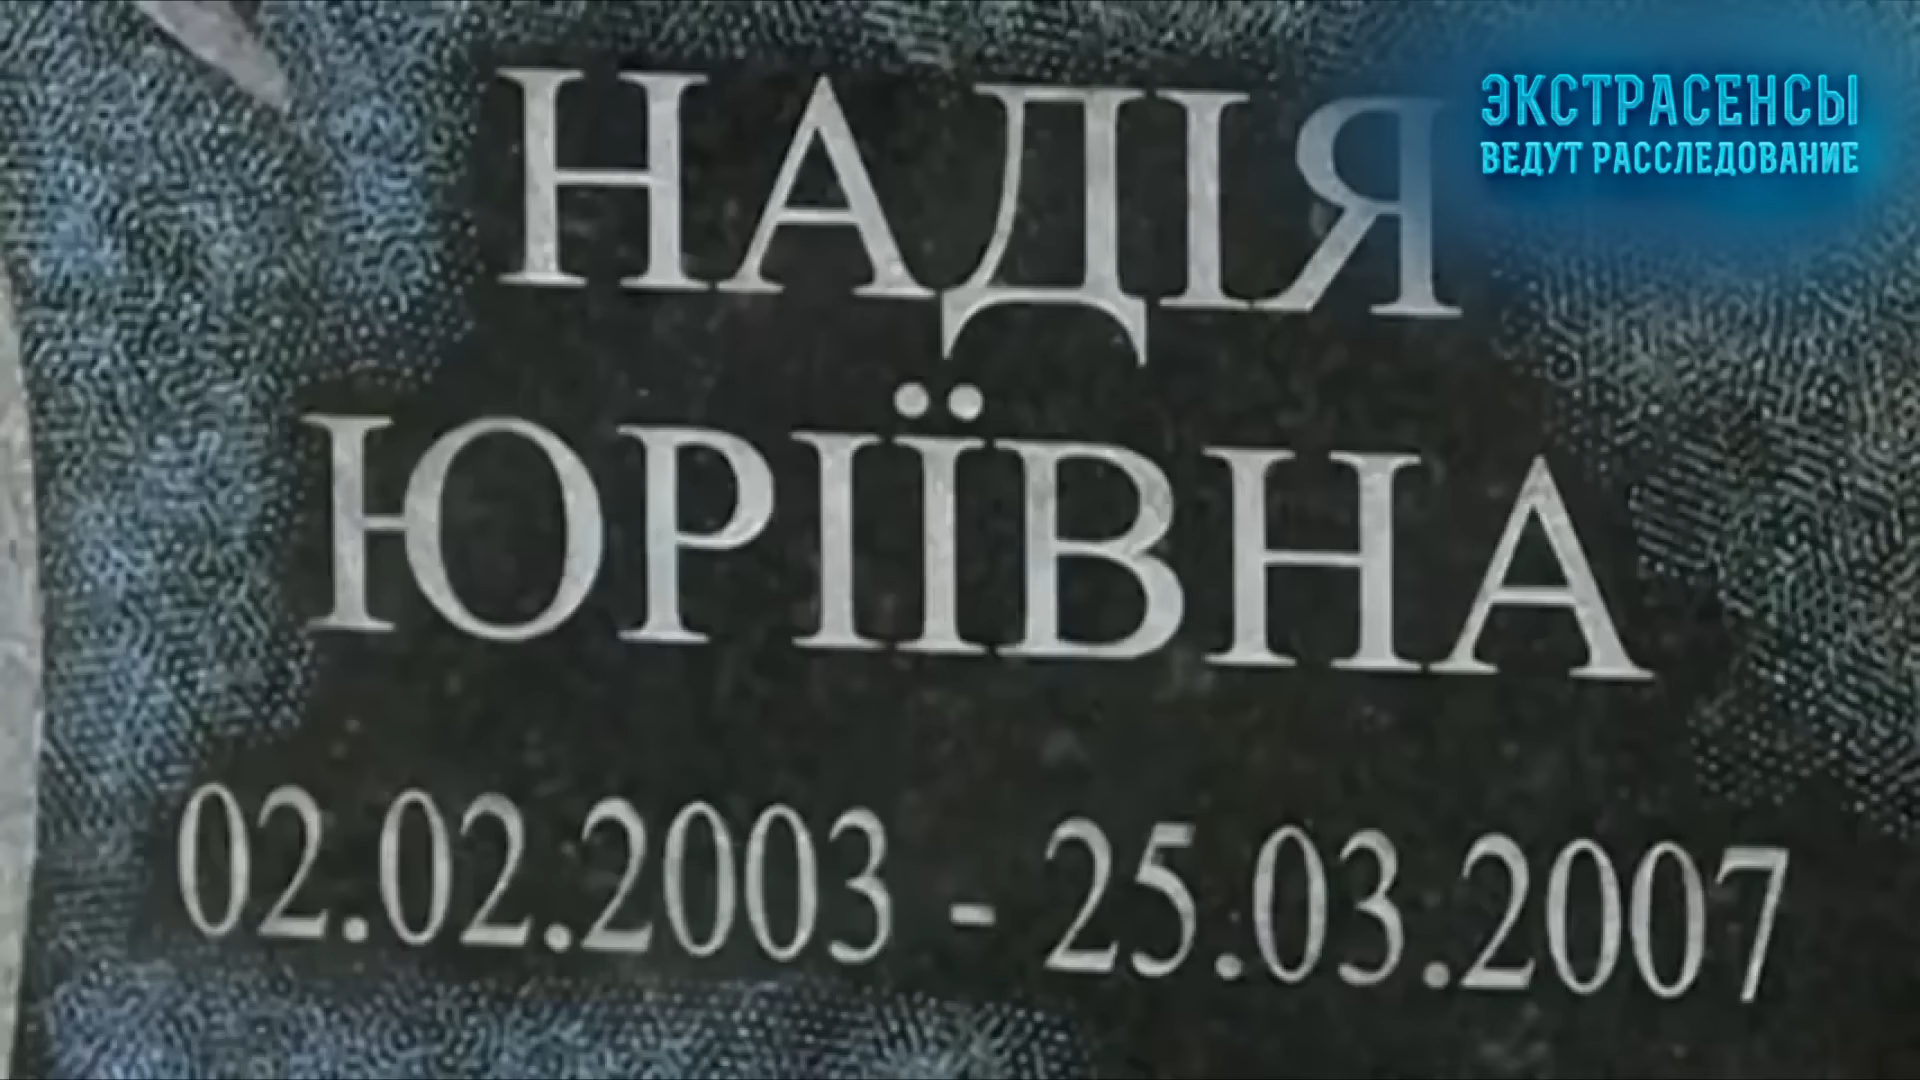 НАДІЯ
ЮРІЇВНА
02.02.2003 - 25.03.2007
ЭКСТРАСЕНСЫ
ВЕДУТ РАССЛЕДОВАНИЕ